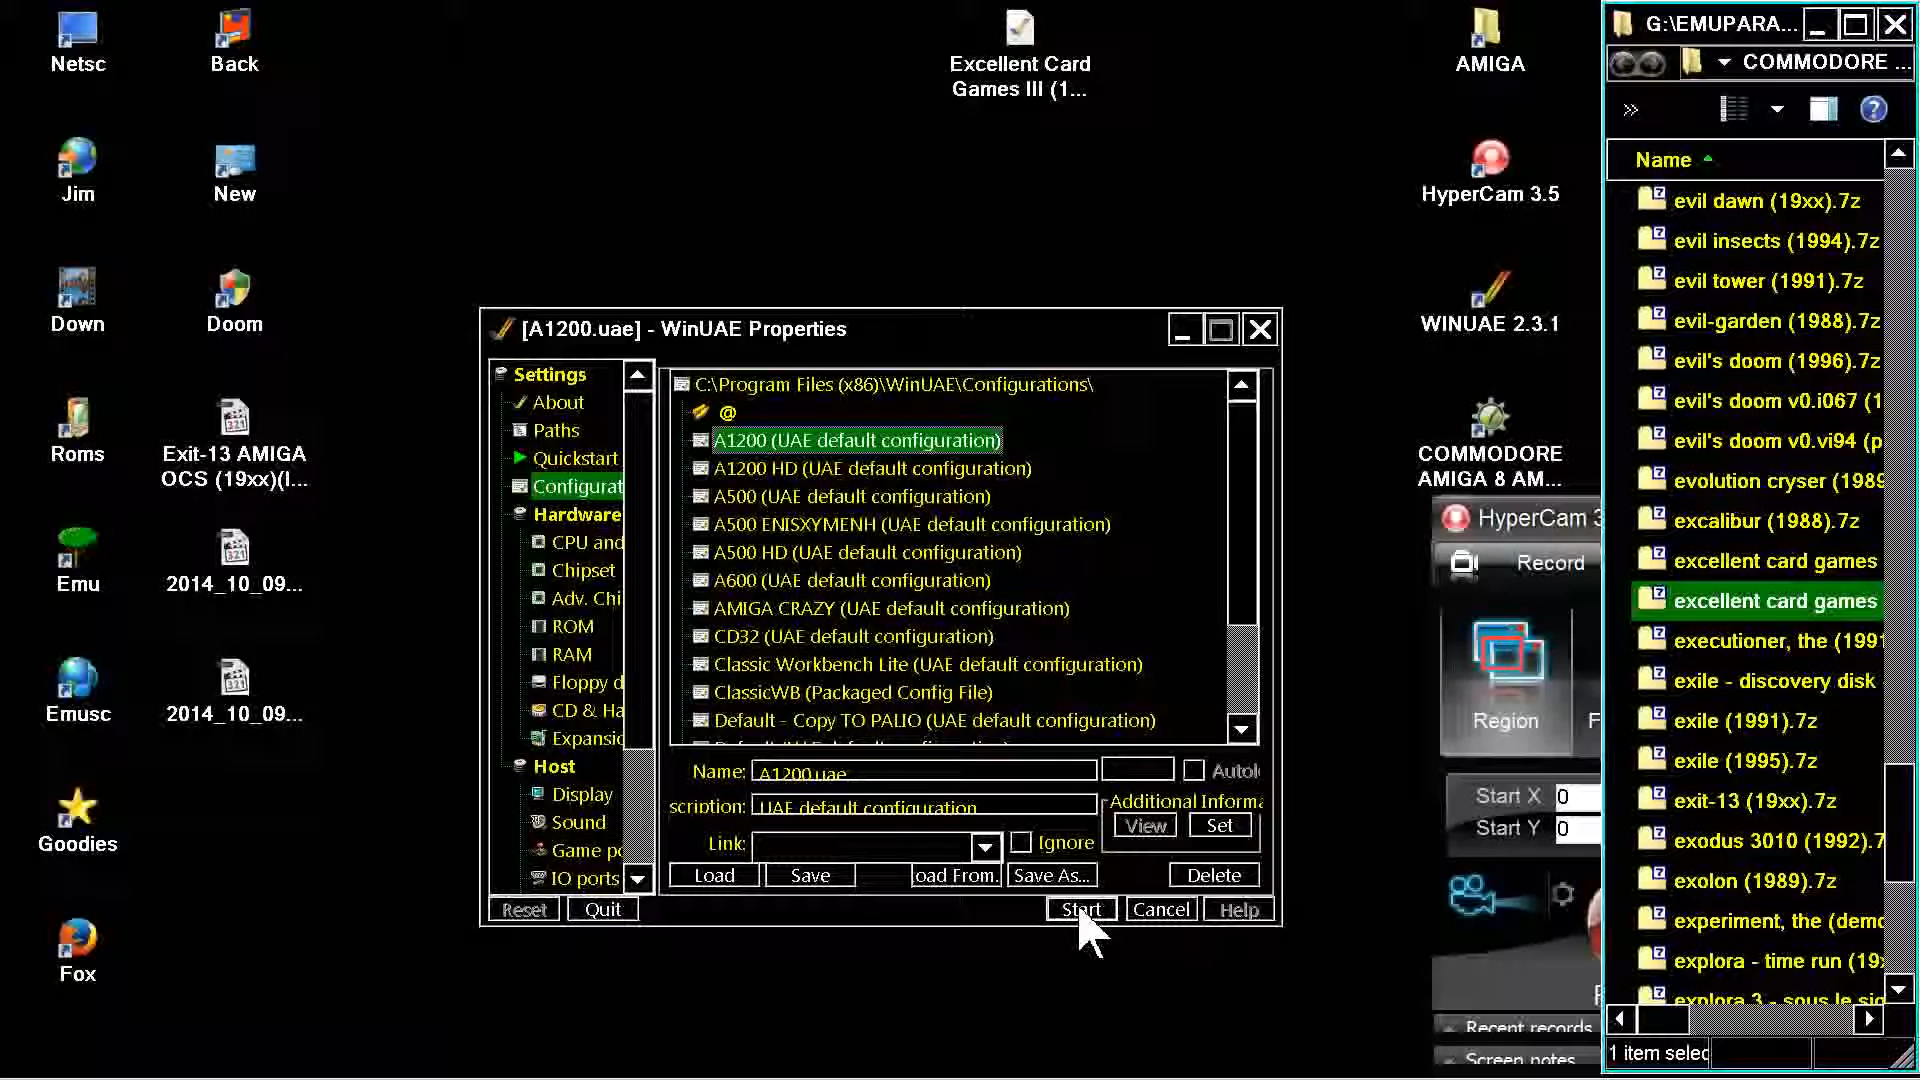 Netsc
Back
Jim
New
Down
Doom
Roms
Exit-13 AMIGA
OCS (19xx)(I...
Emu
2014_10_09...
Emusc
2014_10_09...
Goodies
Fox
Excellent Card
Games III (1...
AMIGA
HyperCam 3.5
WINUAE 2.3.1
COMMODORE
AMIGA 8 AM...
[A1200.uae] - WinUAE Properties
Settings
About
Paths
Quickstart
Configurat
Hardware
CPU and
Chipset
Adv. Chi
ROM
RAM
Floppy d
CD & Ha
Expansio
Host
Display
Sound
Game po
IO ports
C:\Program Files (x86)\WinUAE\Configurations\
@
A1200 (UAE default configuration)
A1200 HD (UAE default configuration)
A500 (UAE default configuration)
A500 ENISXYMENH (UAE default configuration)
A500 HD (UAE default configuration)
A600 (UAE default configuration)
AMIGA CRAZY (UAE default configuration)
CD32 (UAE default configuration)
Classic Workbench Lite (UAE default configuration)
ClassicWB (Packaged Config File)
Default - Copy TO PALIO (UAE default configuration)
Name: A1200.uae
Autol
scription: UAE default configuration
Additional Informa
View Set
Link:
Ignore
Load Save oad From. Save As... Delete
Reset Quit Start Cancel Help
HyperCam 3
Record
Region F
Start X 0
Start Y 0
Recent records
Screen notes
G:\EMUPARA...
COMMODORE ...
»
Name
evil dawn (19xx).7z
evil insects (1994).7z
evil tower (1991).7z
evil-garden (1988).7z
evil's doom (1996).7z
evil's doom v0.i067 (1
evil's doom v0.vi94 (p
evolution cryser (1989
excalibur (1988).7z
excellent card games
excellent card games
executioner, the (1991
exile - discovery disk
exile (1991).7z
exile (1995).7z
exit-13 (19xx).7z
exodus 3010 (1992).7
exolon (1989).7z
experiment, the (demo
explora - time run (19x
explora 3 - sous le sig
1 item selec